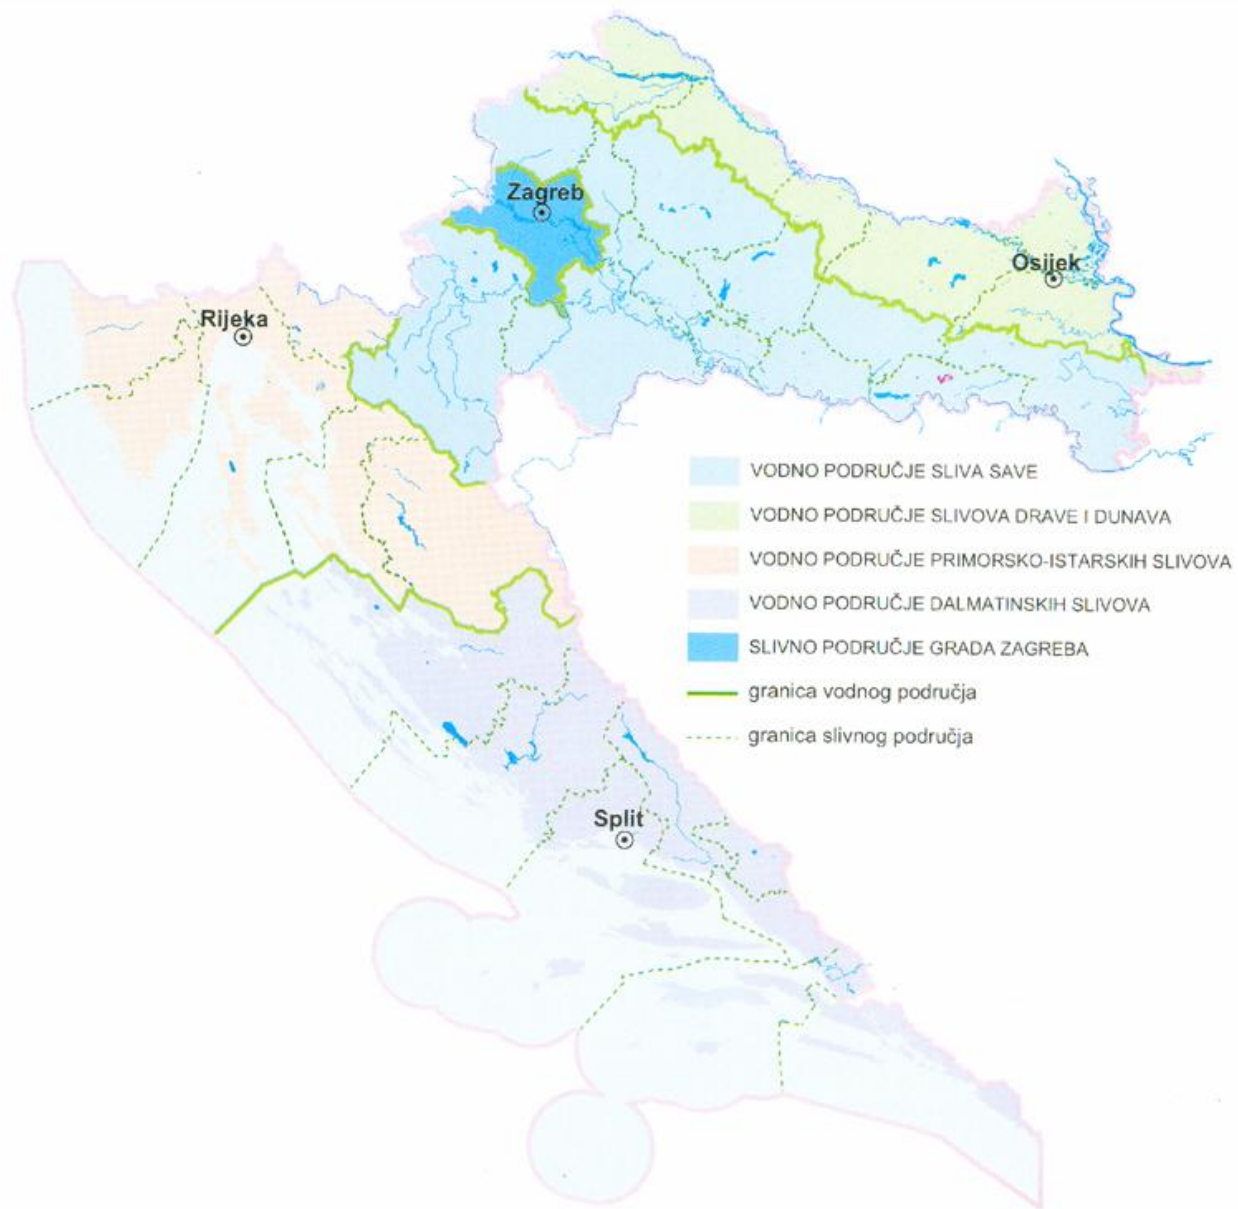 Zagreb
Osijek
Rijeka
VODNO PODRUČJE SLIVA SAVE
VODNO PODRUČJE SLIVOVA DRAVE I DUNAVA
VODNO PODRUČJE PRIMORSKO-ISTARSKIH SLIVOVA
VODNO PODRUČJE DALMATINSKIH SLIVOVA
SLIVNO PODRUČJE GRADA ZAGREBA
granica vodnog područja
granica slivnog područja
Split